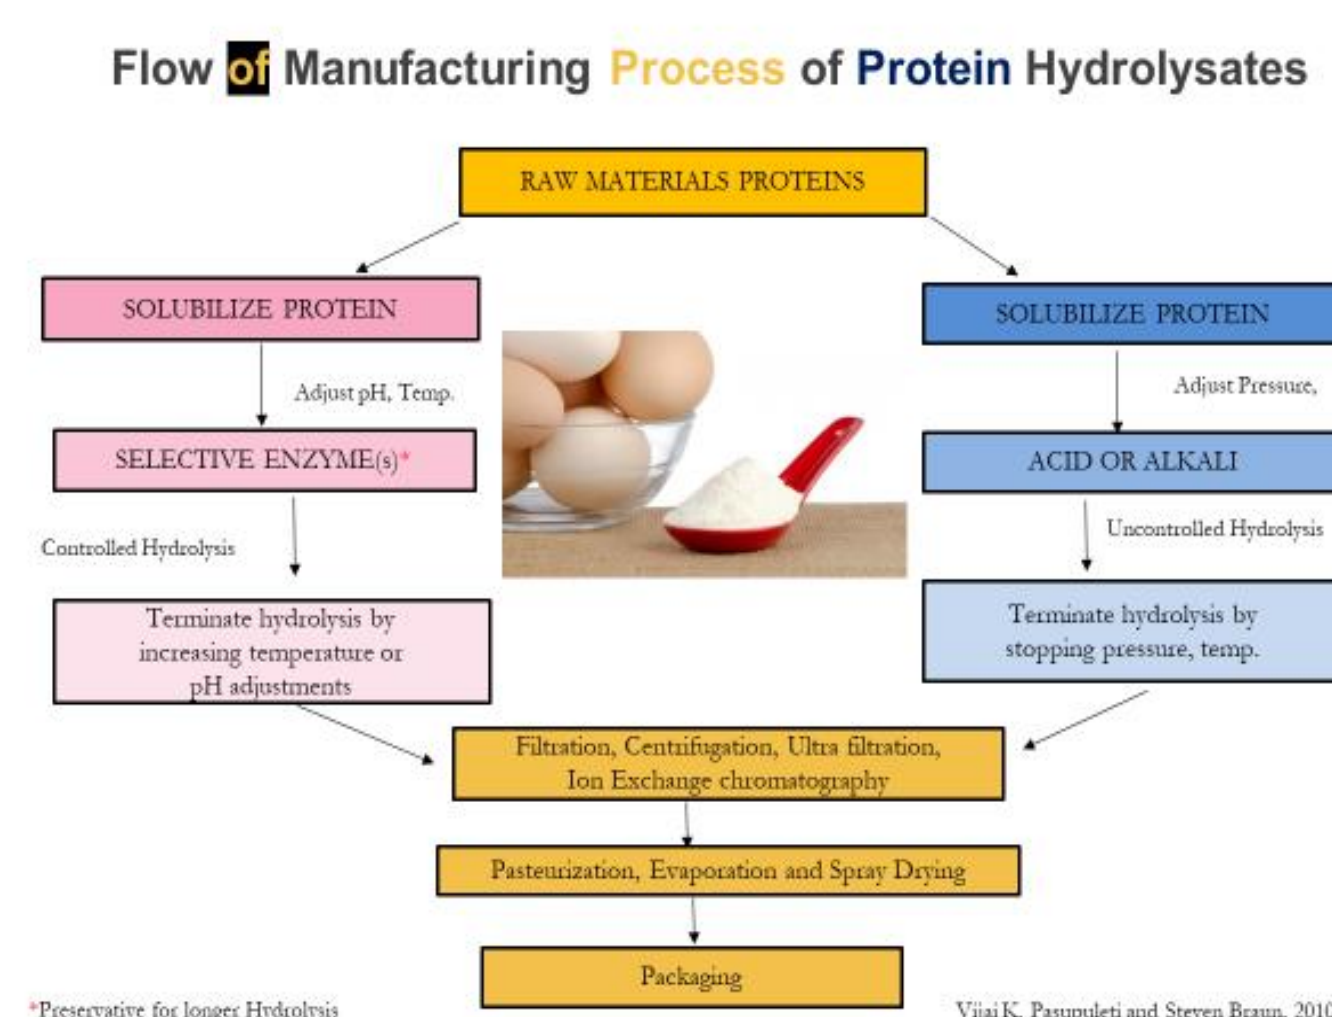 Flow of Manufacturing Process of Protein Hydrolysates
RAW MATERIALS PROTEINS
SOLUBILIZE PROTEIN
SOLUBILIZE PROTEIN
Adjust pH, Temp.
Adjust Pressure,
SELECTIVE ENZYME(s)*
ACID OR ALKALI
Controlled Hydrolysis
Uncontrolled Hydrolysis
Terminate hydrolysis by
increasing temperature or
pH adjustments
Terminate hydrolysis by
stopping pressure, temp.
Filtration, Centrifugation, Ultra filtration,
Ion Exchange chromatography
Pasteurization, Evaporation and Spray Drying
Packaging
*Preservative for longer Hydrolysis
Vijai K. Pasupuleti and Steven Braun, 2010